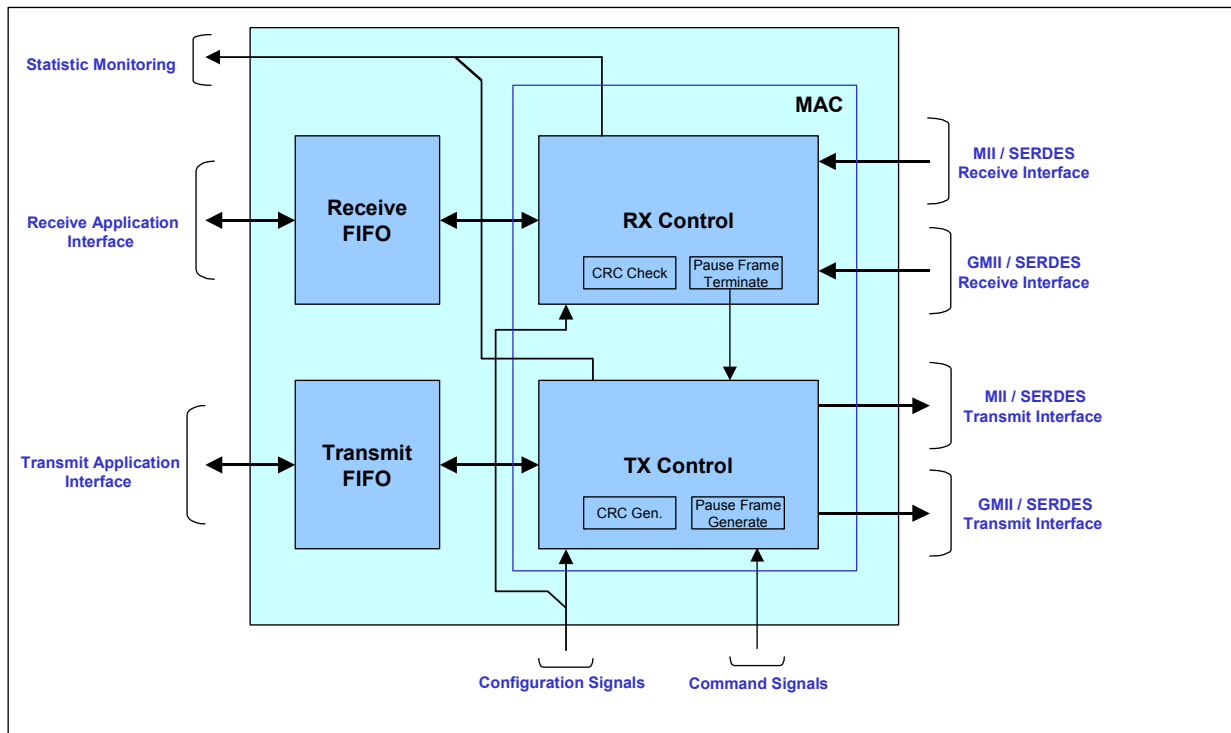 Statistic Monitoring
MAC
MII / SERDES
Receive Interface
Receive
FIFO
RX Control
Receive Application
Interface
CRC Check
Pause Frame
Terminate
GMII / SERDES
Receive Interface
MII / SERDES
Transmit Interface
Transmit
FIFO
TX Control
Transmit Application
Interface
CRC Gen.
Pause Frame
Generate
GMII / SERDES
Transmit Interface
Configuration Signals
Command Signals